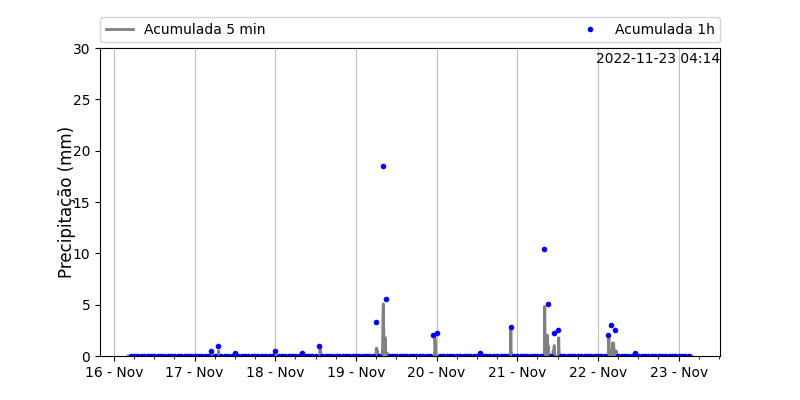 Acumulada 5 min
Acumulada 1h
2022-11-23 04:14
Precipitação (mm)
30
25
20
15
10
5
0
16 - Nov
17 - Nov
18 - Nov
19 - Nov
20 - Nov
21 - Nov
22 - Nov
23 - Nov